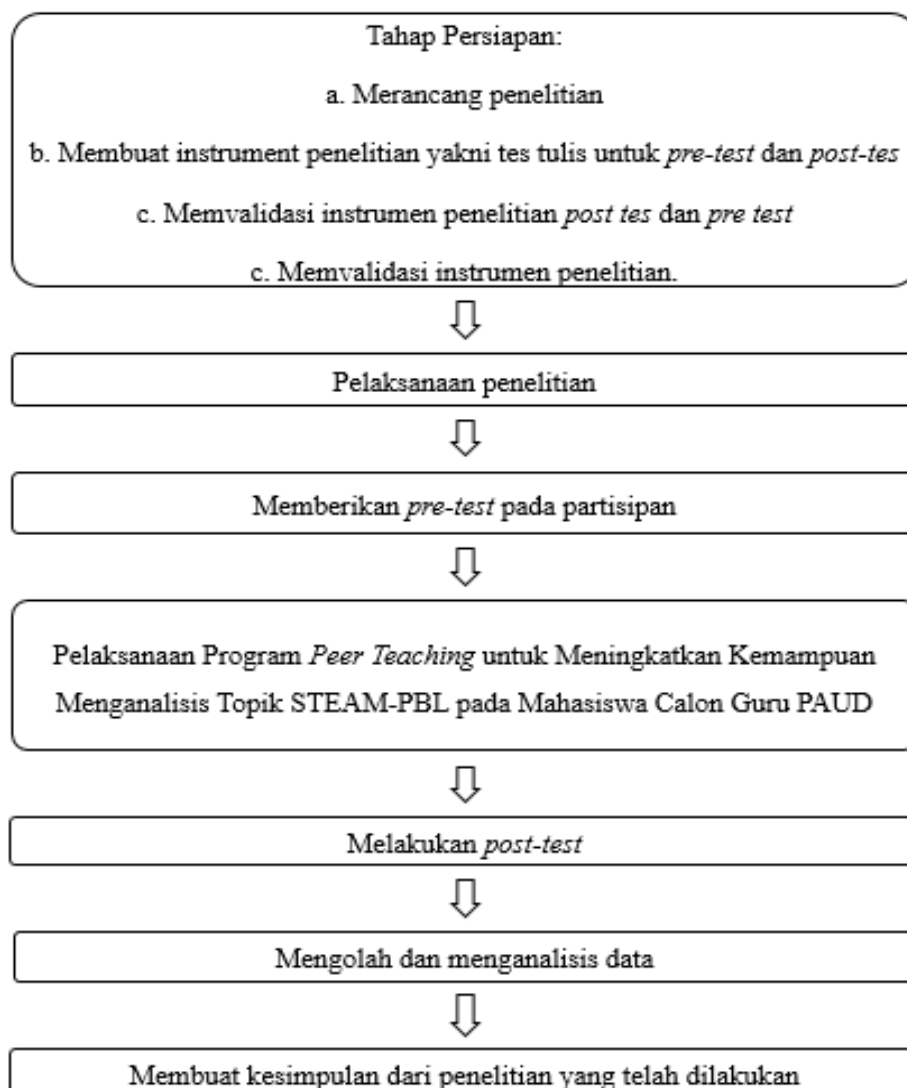 Tahap Persiapan:
a. Merancang penelitian
b. Membuat instrument penelitian yakni tes tulis untuk pre-test dan post-tes
c. Memvalidasi instrumen penelitian post tes dan pre test
c. Memvalidasi instrumen penelitian.
Pelaksanaan penelitian
Memberikan pre-test pada partisipan
Pelaksanaan Program Peer Teaching untuk Meningkatkan Kemampuan
Menganalisis Topik STEAM-PBL pada Mahasiswa Calon Guru PAUD
Melakukan post-test
Mengolah dan menganalisis data
Membuat kesimpulan dari penelitian yang telah dilakukan